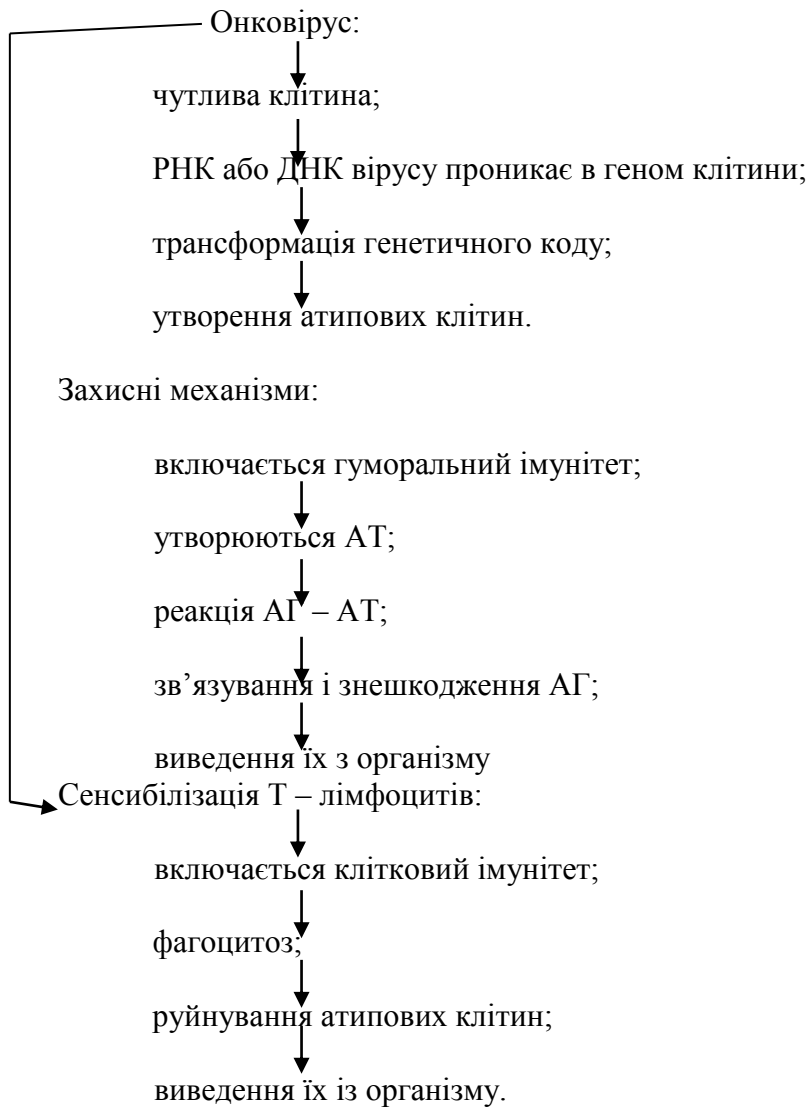 Онковірус:
чутлива клітина;
РНК або ДНК вірусу проникає в геном клітини;
трансформація генетичного коду;
утворення атипових клітин.
Захисні механізми:
включається гуморальний імунітет;
утворюються АТ;
реакція АГ – АТ;
зв’язування і знешкодження АГ;
виведення їх з організму
Сенсибілізація Т – лімфоцитів:
включається клітковий імунітет;
фагоцитоз;
руйнування атипових клітин;
виведення їх із організму.